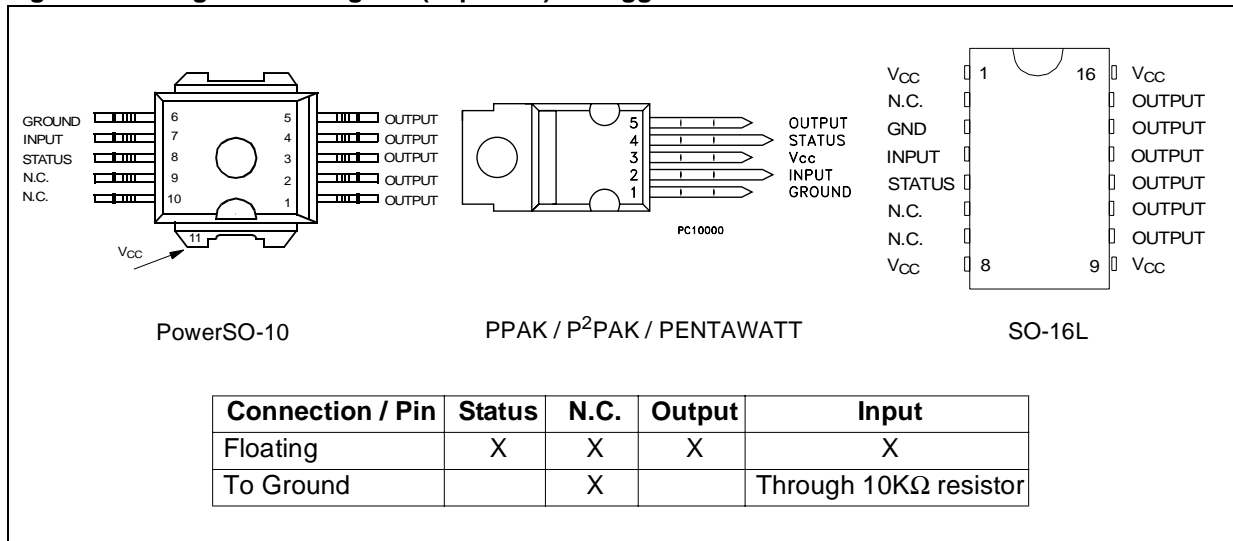 GROUND 6 5 OUTPUT
INPUT 7 4 OUTPUT
STATUS 8 3 OUTPUT
N.C. 9 2 OUTPUT
N.C. 10 1 OUTPUT
11
VCC
PowerSO-10
5 OUTPUT
4 STATUS
3 Vcc
2 INPUT
1 GROUND
PC10000
PPAK / P²PAK / PENTAWATT
VCC 1 16 VCC
N.C. OUTPUT
GND OUTPUT
INPUT OUTPUT
STATUS OUTPUT
N.C. OUTPUT
N.C. OUTPUT
VCC 8 9 VCC
SO-16L
Connection / Pin Status N.C. Output Input
Floating X X X X
To Ground X Through 10KΩ resistor